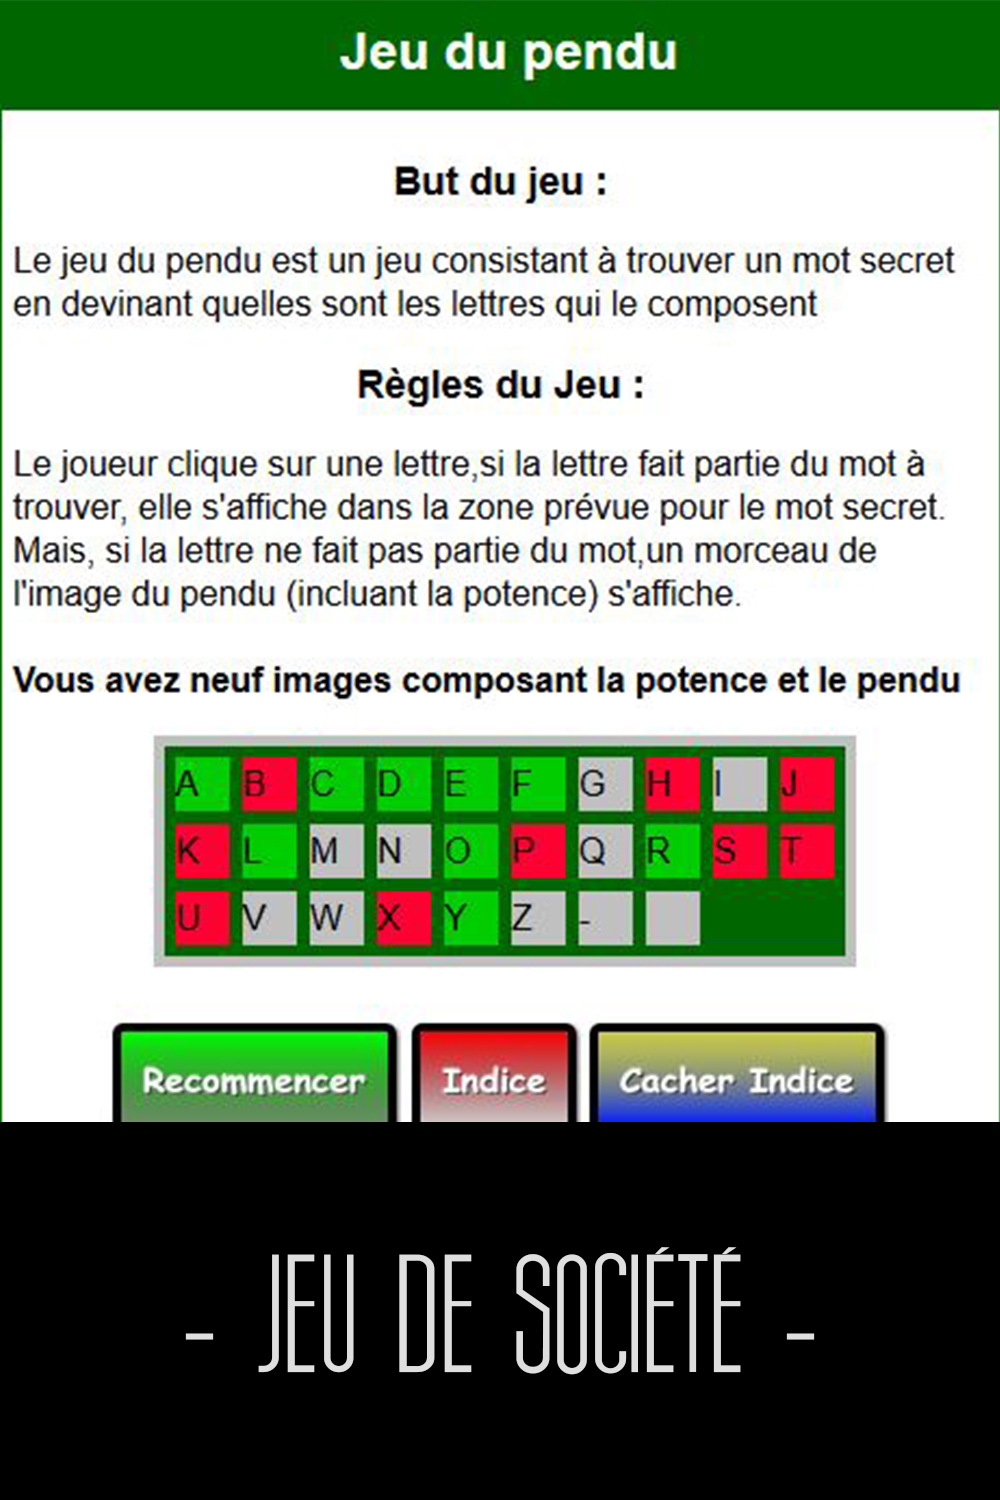 Jeu du pendu
But du jeu :
Le jeu du pendu est un jeu consistant à trouver un mot secret
en devinant quelles sont les lettres qui le composent
Règles du Jeu :
Le joueur clique sur une lettre,si la lettre fait partie du mot à
trouver, elle s'affiche dans la zone prévue pour le mot secret.
Mais, si la lettre ne fait pas partie du mot,un morceau de
l'image du pendu (incluant la potence) s'affiche.
Vous avez neuf images composant la potence et le pendu
A B C D E F G H I J
K L M N O P Q R S T
U V W X Y Z -
Recommencer Indice Cacher Indice
- JEU DE SOCIÉTÉ -